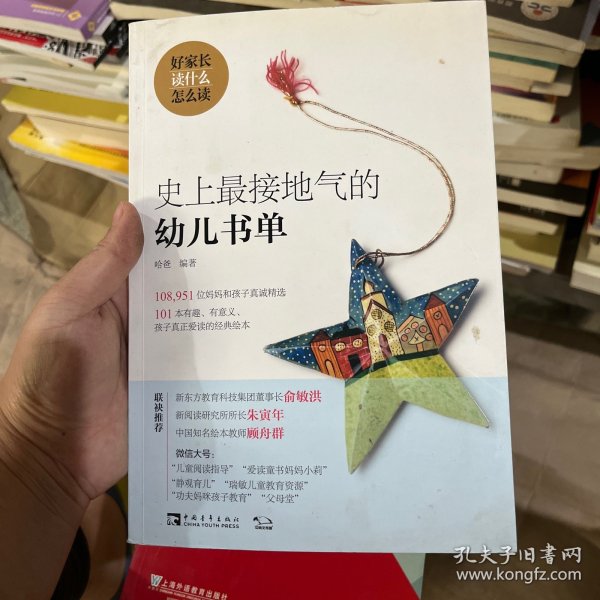 好家长
读什么
怎么读
史上最接地气的
幼儿书单
哈爸 编著
108,951 位妈妈和孩子真诚精选
101 本有趣、有意义、
孩子真正爱读的经典绘本
联袂推荐
新东方教育科技集团董事长俞敏洪
新阅读研究所所长朱寅年
中国知名绘本教师顾舟群
微信大号：
“儿童阅读指导” “爱读童书妈妈小莉”
“静观育儿” “瑞敏儿童教育资源”
“功夫妈咪孩子教育” “父母堂”
中国青年出版社
CHINA YOUTH PRESS
上海外语教育出版社
孔夫子旧书网
www.kongfz.com